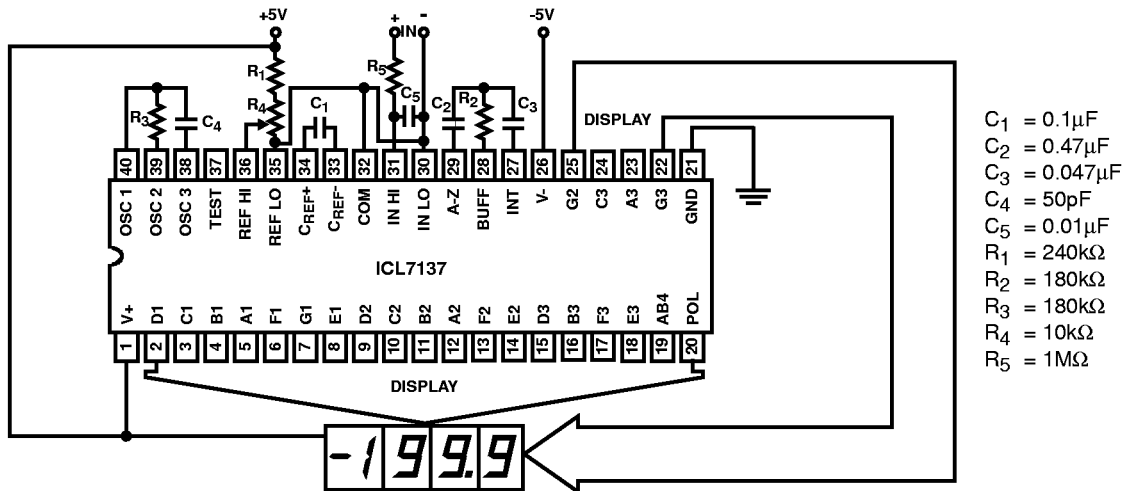 +5V
+
IN
-
-5V
R1
R5
C5
C2
R2
C3
R3
C4
R4
C1
DISPLAY
40 39 38 37 36 35 34 33 32 31 30 29 28 27 26 25 24 23 22 21
OSC 1
OSC 2
OSC 3
TEST
REF HI
REF LO
CREF+
CREF-
COM
IN HI
IN LO
A-Z
BUFF
INT
V-
G2
C3
A3
G3
GND
ICL7137
V+
D1
C1
B1
A1
F1
G1
E1
D2
C2
B2
A2
F2
E2
D3
B3
F3
E3
AB4
POL
1 2 3 4 5 6 7 8 9 10 11 12 13 14 15 16 17 18 19 20
DISPLAY
-199.9
C1 = 0.1μF
C2 = 0.47μF
C3 = 0.047μF
C4 = 50pF
C5 = 0.01μF
R1 = 240kΩ
R2 = 180kΩ
R3 = 180kΩ
R4 = 10kΩ
R5 = 1MΩ